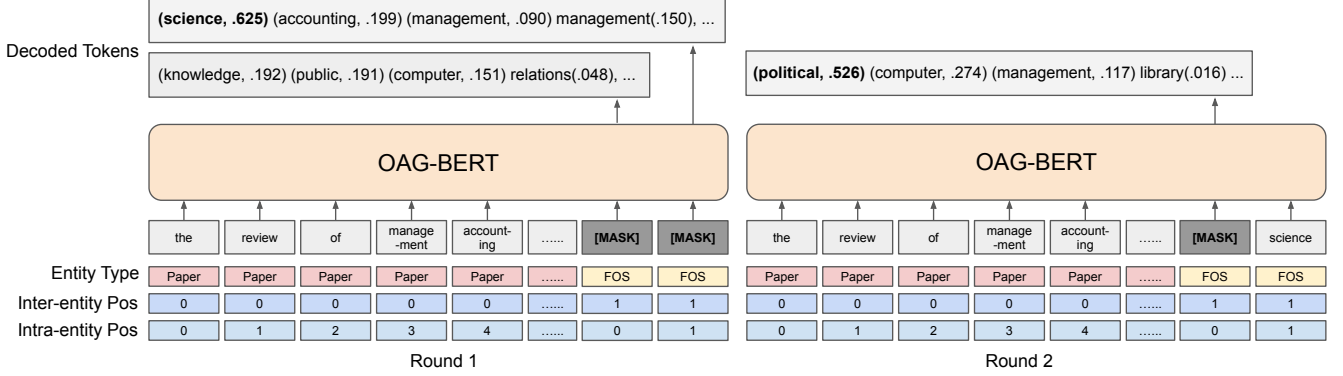 (science, .625) (accounting, .199) (management, .090) management(.150), ...
Decoded Tokens
(knowledge, .192) (public, .191) (computer, .151) relations(.048), ...
(political, .526) (computer, .274) (management, .117) library(.016) ...
OAG-BERT
OAG-BERT
the review of manage -ment account- ing ...... [MASK] [MASK]
the review of manage -ment account- ing ...... [MASK] science
Entity Type Paper Paper Paper Paper Paper ...... FOS FOS
Paper Paper Paper Paper Paper ...... FOS FOS
Inter-entity Pos 0 0 0 0 0 ...... 1 1
0 0 0 0 0 ...... 1 1
Intra-entity Pos 0 1 2 3 4 ...... 0 1
0 1 2 3 4 ...... 0 1
Round 1
Round 2